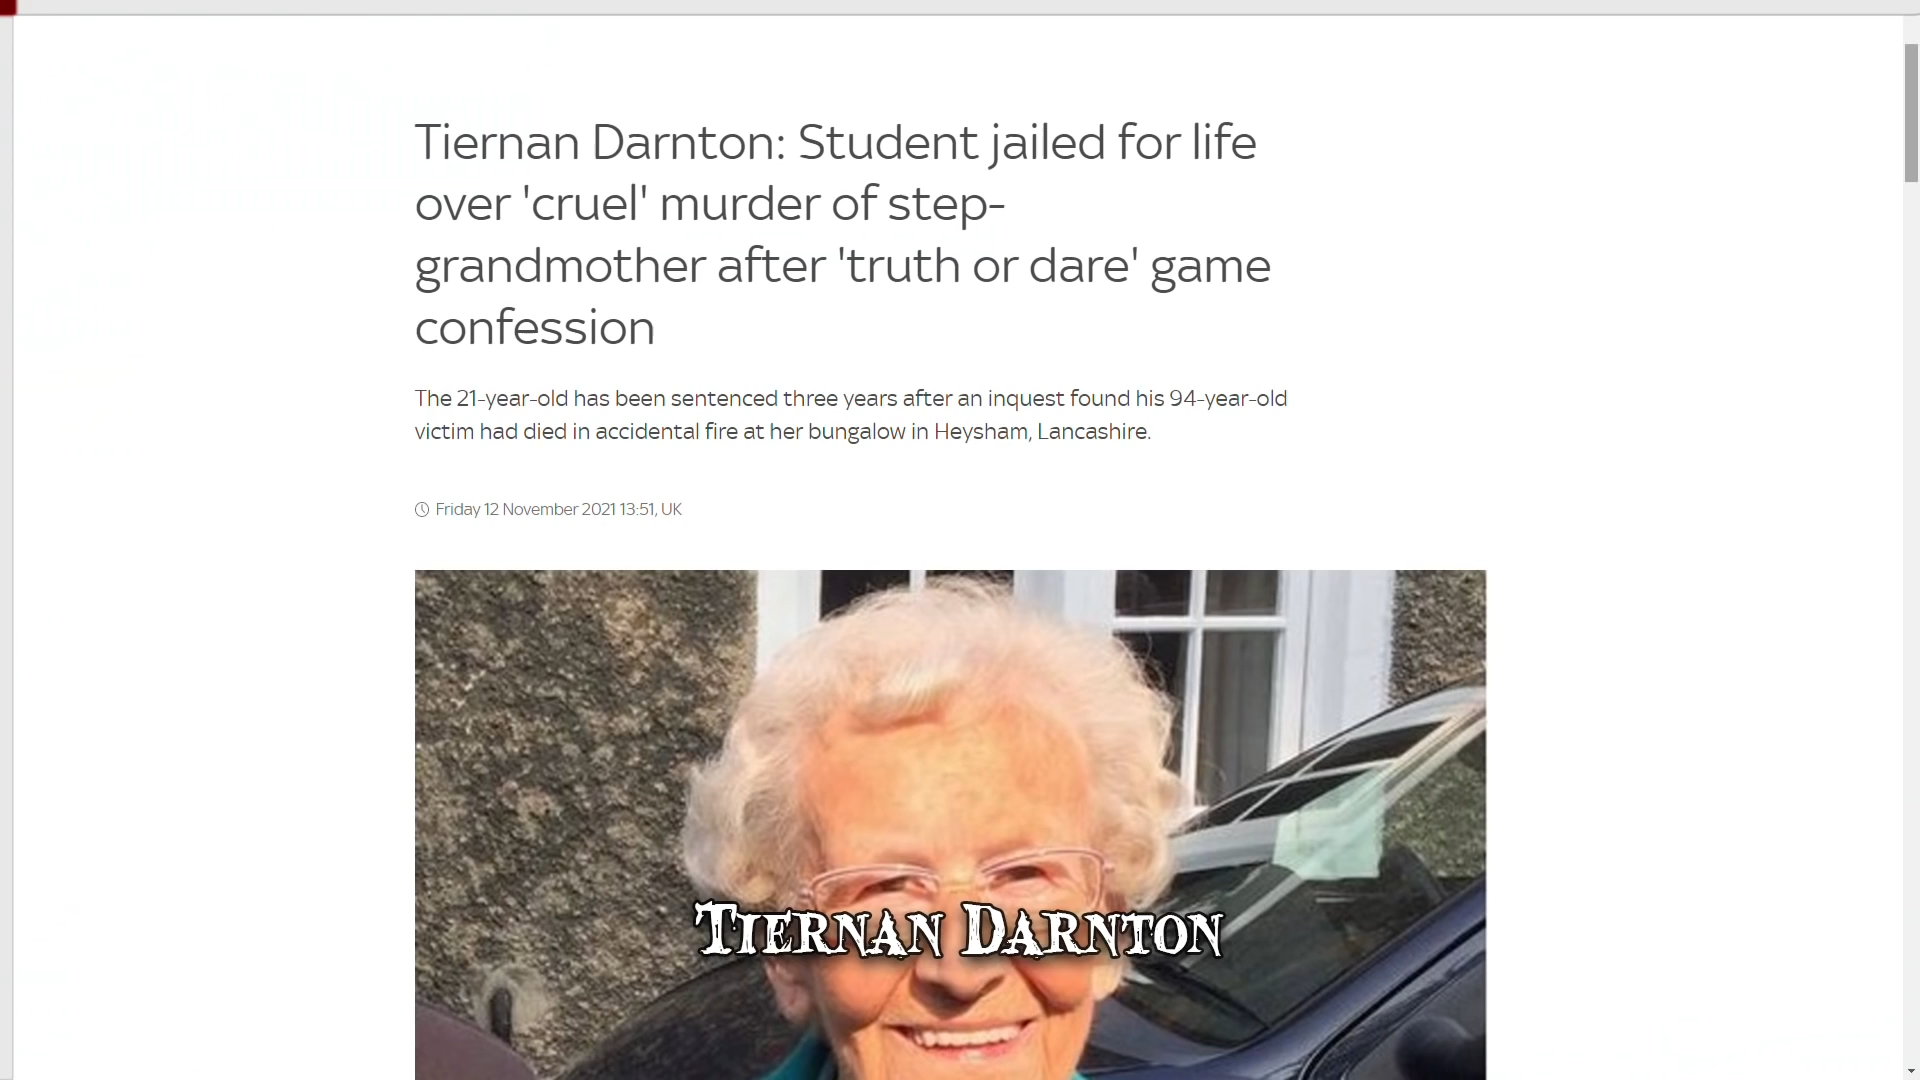 Tiernan Darnton: Student jailed for life
over 'cruel' murder of step-
grandmother after 'truth or dare' game
confession
The 21-year-old has been sentenced three years after an inquest found his 94-year-old
victim had died in accidental fire at her bungalow in Heysham, Lancashire.
Friday 12 November 2021 13:51, UK
TIERNAN DARNTON